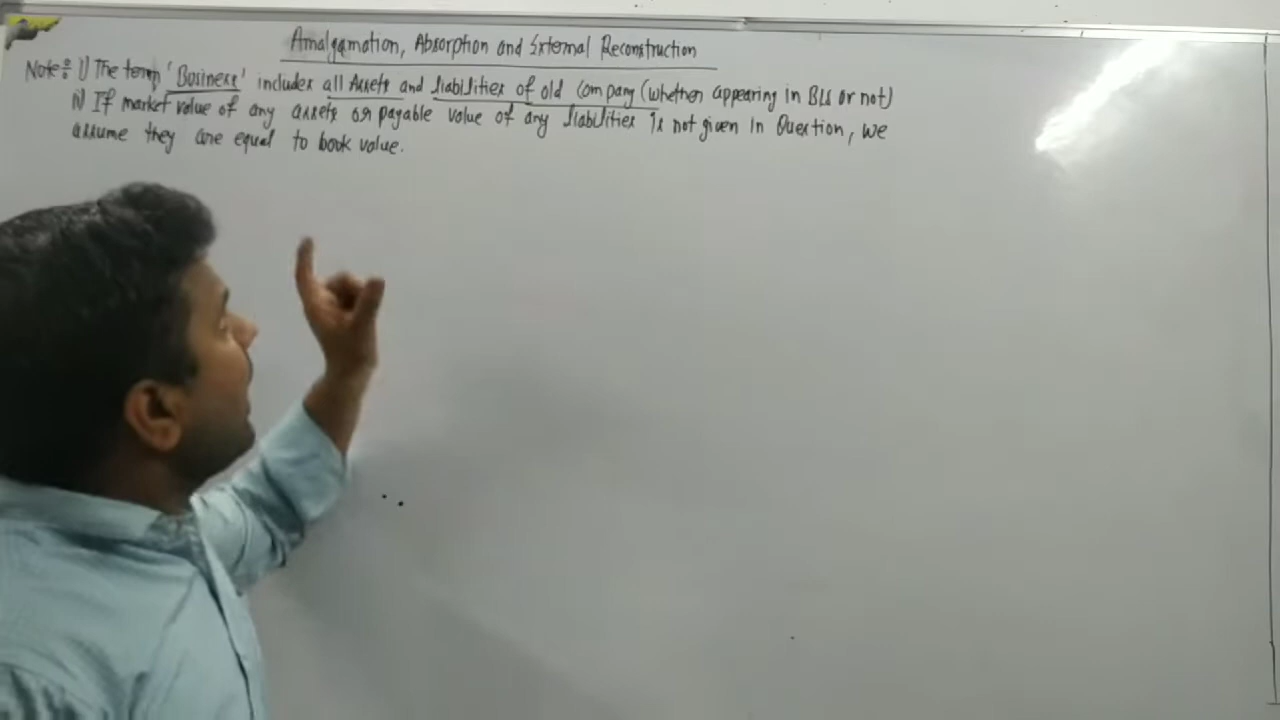 Amalgamation, Absorption and External Reconstruction
Note:: i) The term 'Business' includes all Assets and liabilities of old company (whether appearing in B/s or not)
ii) If market value of any assets or payable value of any liabilities is not given in Question, we
assume they are equal to book value.